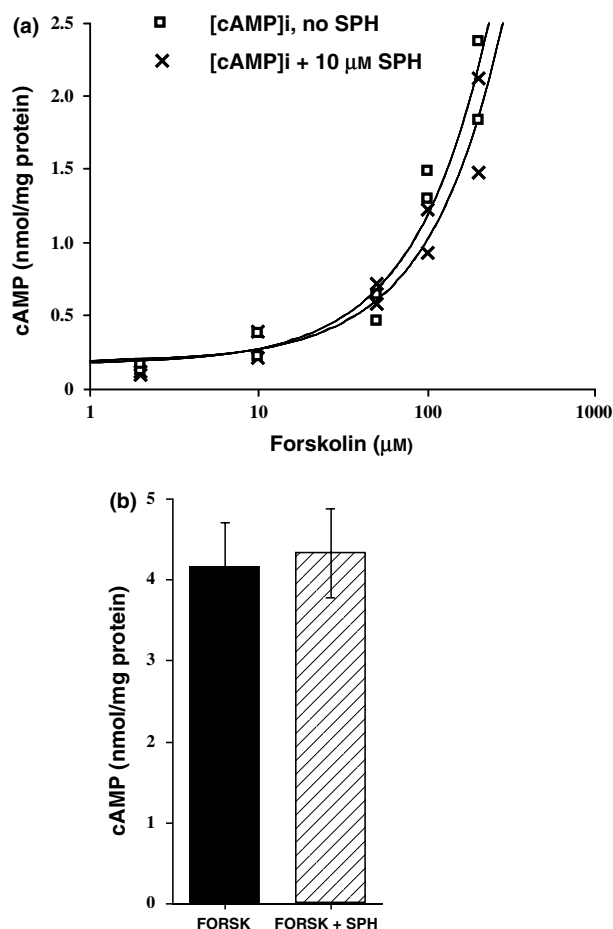 (a)
[cAMP]i, no SPH
[cAMP]i + 10 μM SPH
cAMP (nmol/mg protein)
2.5
2.0
1.5
1.0
0.5
0
1 10 100 1000
Forskolin (μM)
(b)
cAMP (nmol/mg protein)
5
4
3
2
1
0
FORSK FORSK + SPH